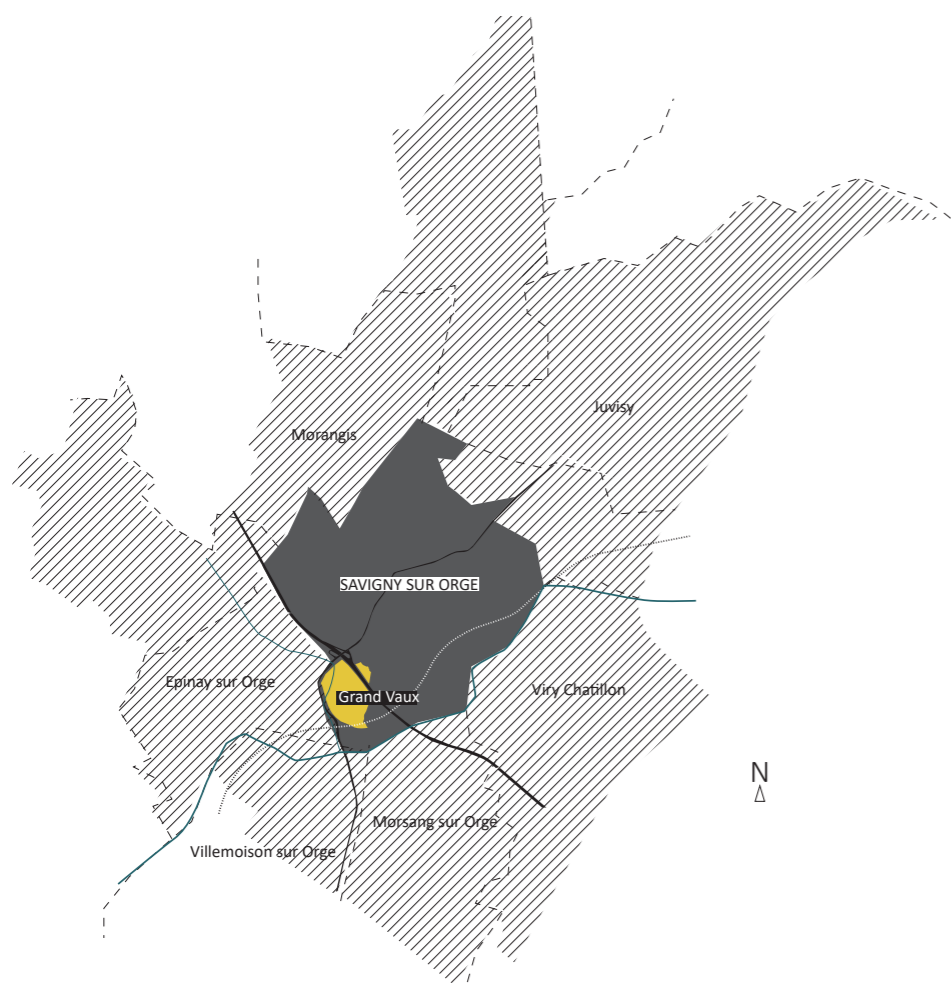 Juvisy
Morangis
SAVIGNY SUR ORGE
Epinay sur Orge
Viry Chatillon
Grand Vaux
N
Morsang sur Orge
Villemoison sur Orge